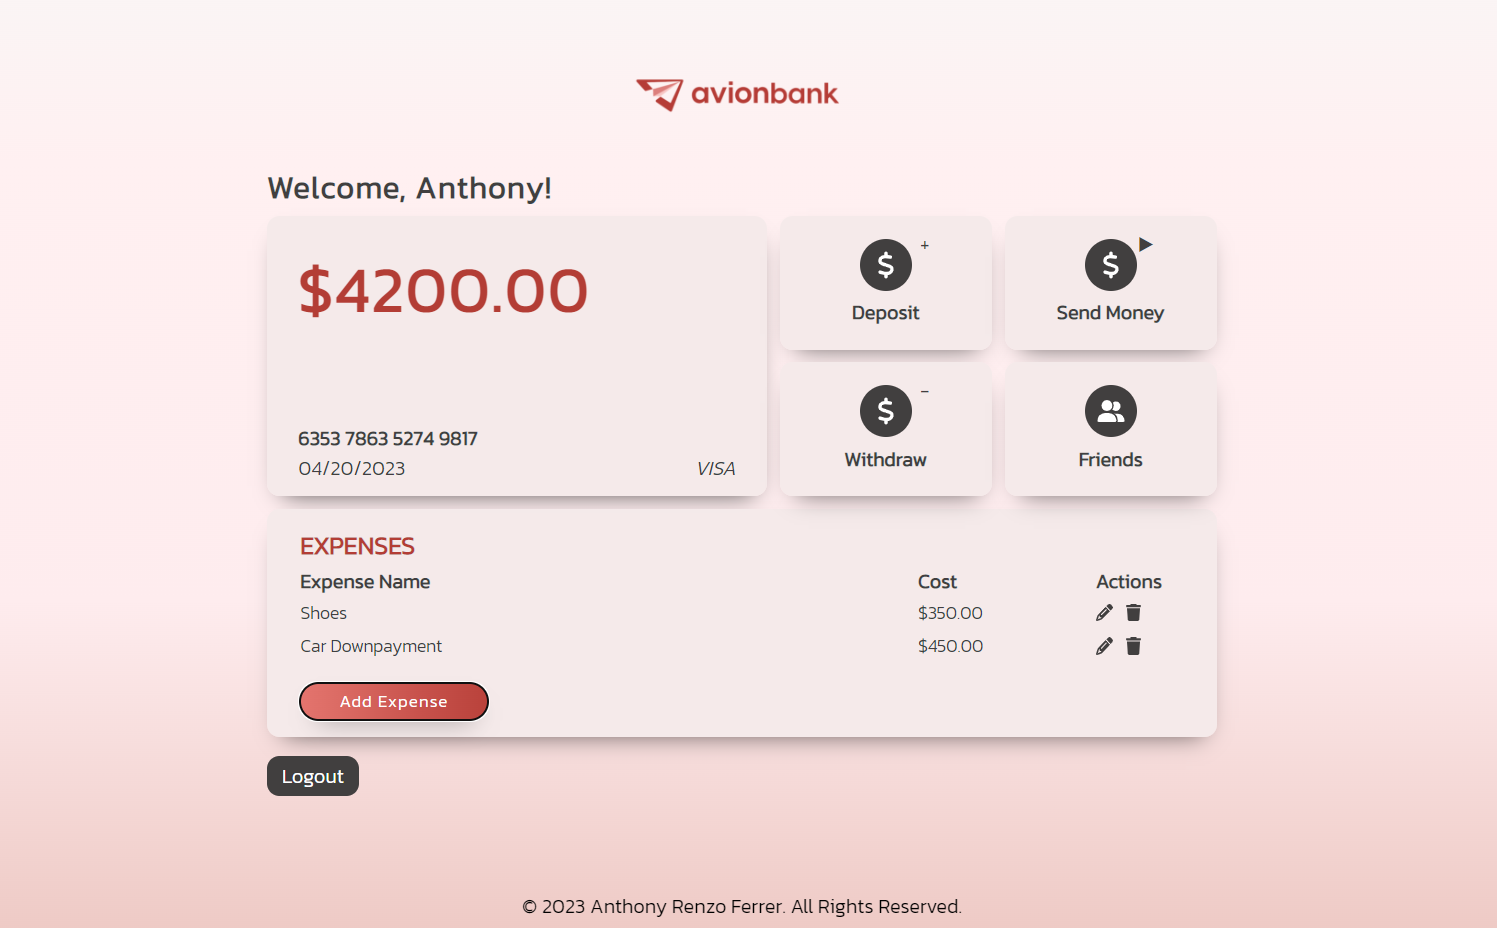 avionbank
Welcome, Anthony!
$4200.00
6353 7863 5274 9817
04/20/2023 VISA
$ +
Deposit
$
Send Money
$ -
Withdraw
Friends
EXPENSES
Expense Name Cost Actions
Shoes $350.00
Car Downpayment $450.00
Add Expense
Logout
© 2023 Anthony Renzo Ferrer. All Rights Reserved.